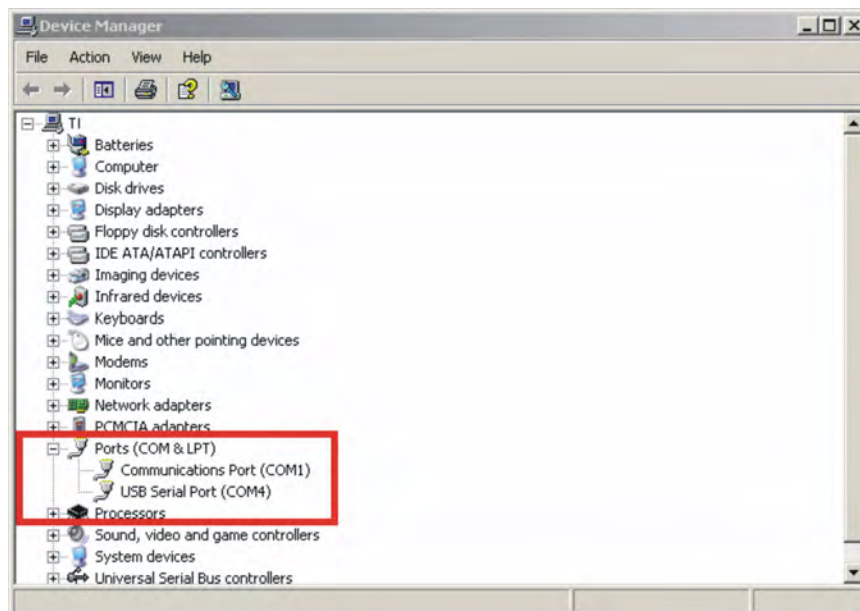 Device Manager
File Action View Help
TI
Batteries
Computer
Disk drives
Display adapters
Floppy disk controllers
IDE ATA/ATAPI controllers
Imaging devices
Infrared devices
Keyboards
Mice and other pointing devices
Modems
Monitors
Network adapters
PCMCIA adapters
Ports (COM & LPT)
Communications Port (COM1)
USB Serial Port (COM4)
Processors
Sound, video and game controllers
System devices
Universal Serial Bus controllers